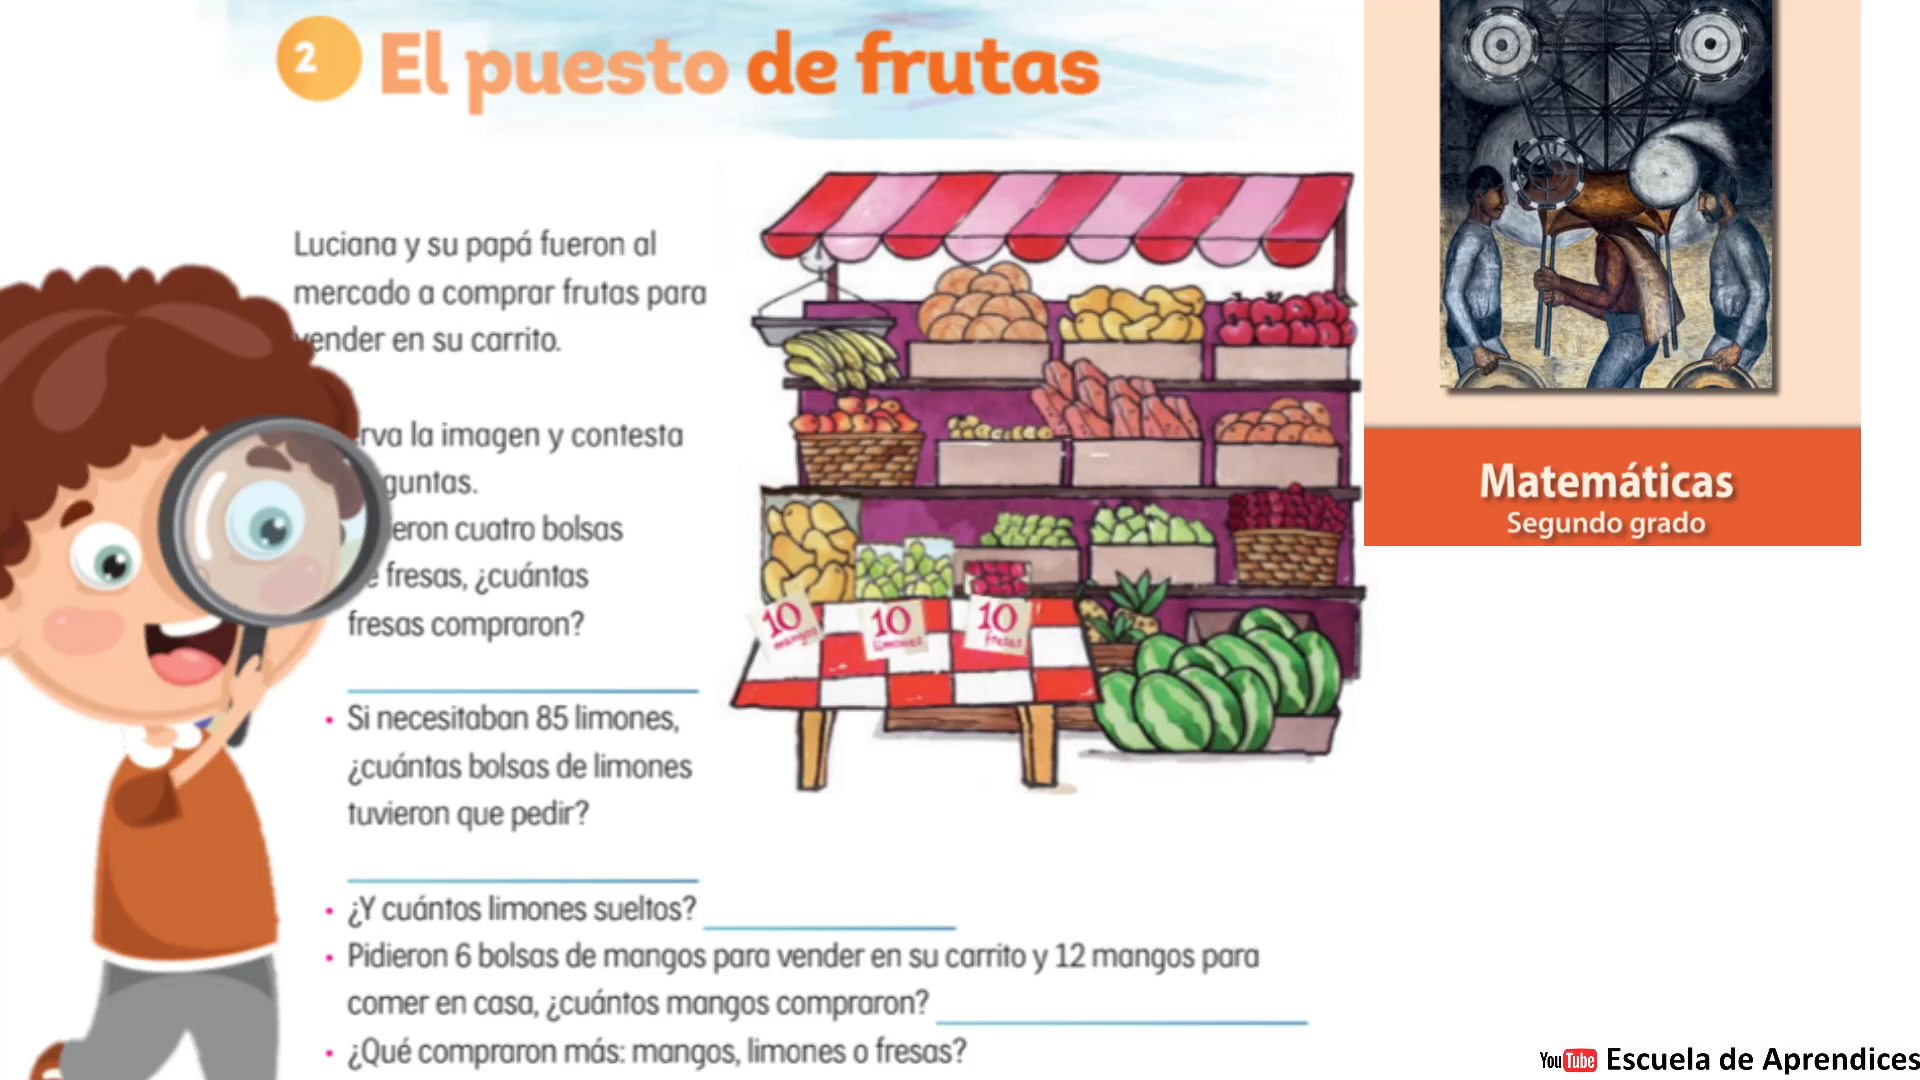 2 El puesto de frutas
Luciana y su papá fueron al
mercado a comprar frutas para
vender en su carrito.
rva la imagen y contesta
guntas.
eron cuatro bolsas
e fresas, ¿cuántas
fresas compraron?
• Si necesitaban 85 limones,
¿cuántas bolsas de limones
tuvieron que pedir?
• ¿Y cuántos limones sueltos?
• Pidieron 6 bolsas de mangos para vender en su carrito y 12 mangos para
comer en casa, ¿cuántos mangos compraron?
• ¿Qué compraron más: mangos, limones o fresas?
10
mangos
10
limones
10
fresas
Matemáticas
Segundo grado
YouTube Escuela de Aprendices